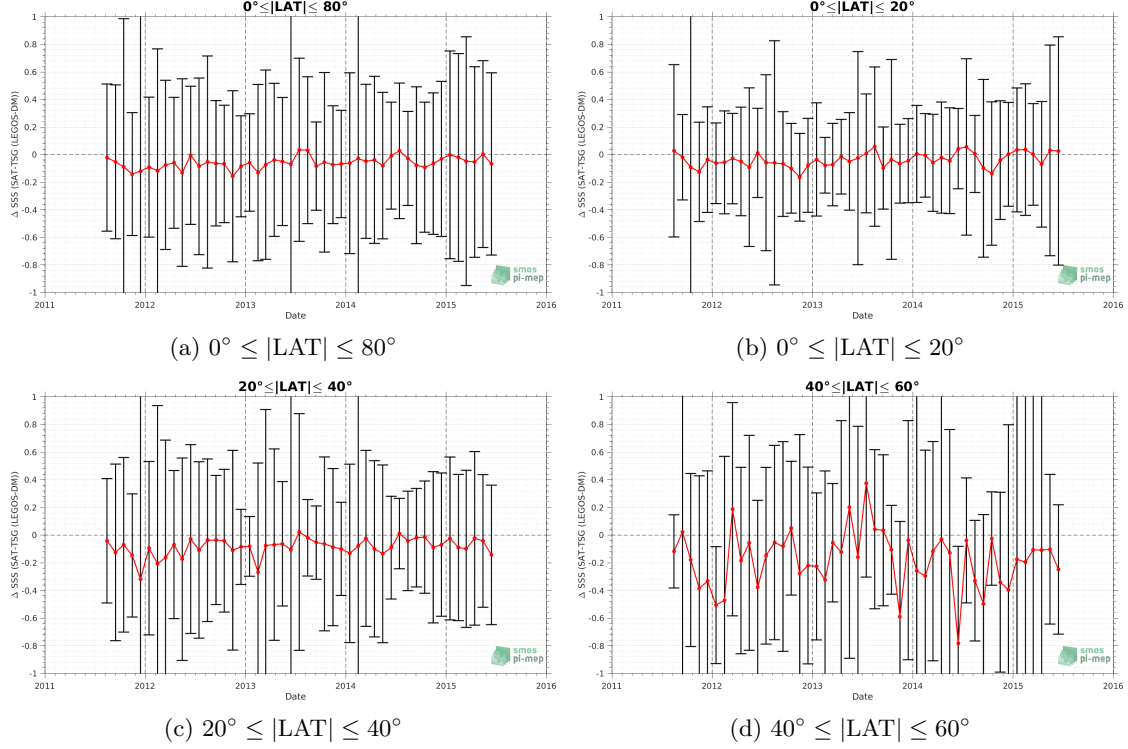 0°≤|LAT|≤ 80°
Δ SSS (SAT-TSG (LEGOS-DM))
1
0.8
0.6
0.4
0.2
0
-0.2
-0.4
-0.6
-0.8
-1
2011 2012 2013 2014 2015 2016
Date
smos
pi-mep
(a) 0° ≤ |LAT| ≤ 80°
0°≤|LAT|≤ 20°
Δ SSS (SAT-TSG (LEGOS-DM))
1
0.8
0.6
0.4
0.2
0
-0.2
-0.4
-0.6
-0.8
-1
2011 2012 2013 2014 2015 2016
Date
smos
pi-mep
(b) 0° ≤ |LAT| ≤ 20°
20°≤|LAT|≤ 40°
Δ SSS (SAT-TSG (LEGOS-DM))
1
0.8
0.6
0.4
0.2
0
-0.2
-0.4
-0.6
-0.8
-1
2011 2012 2013 2014 2015 2016
Date
smos
pi-mep
(c) 20° ≤ |LAT| ≤ 40°
40°≤|LAT|≤ 60°
Δ SSS (SAT-TSG (LEGOS-DM))
1
0.8
0.6
0.4
0.2
0
-0.2
-0.4
-0.6
-0.8
-1
2011 2012 2013 2014 2015 2016
Date
smos
pi-mep
(d) 40° ≤ |LAT| ≤ 60°